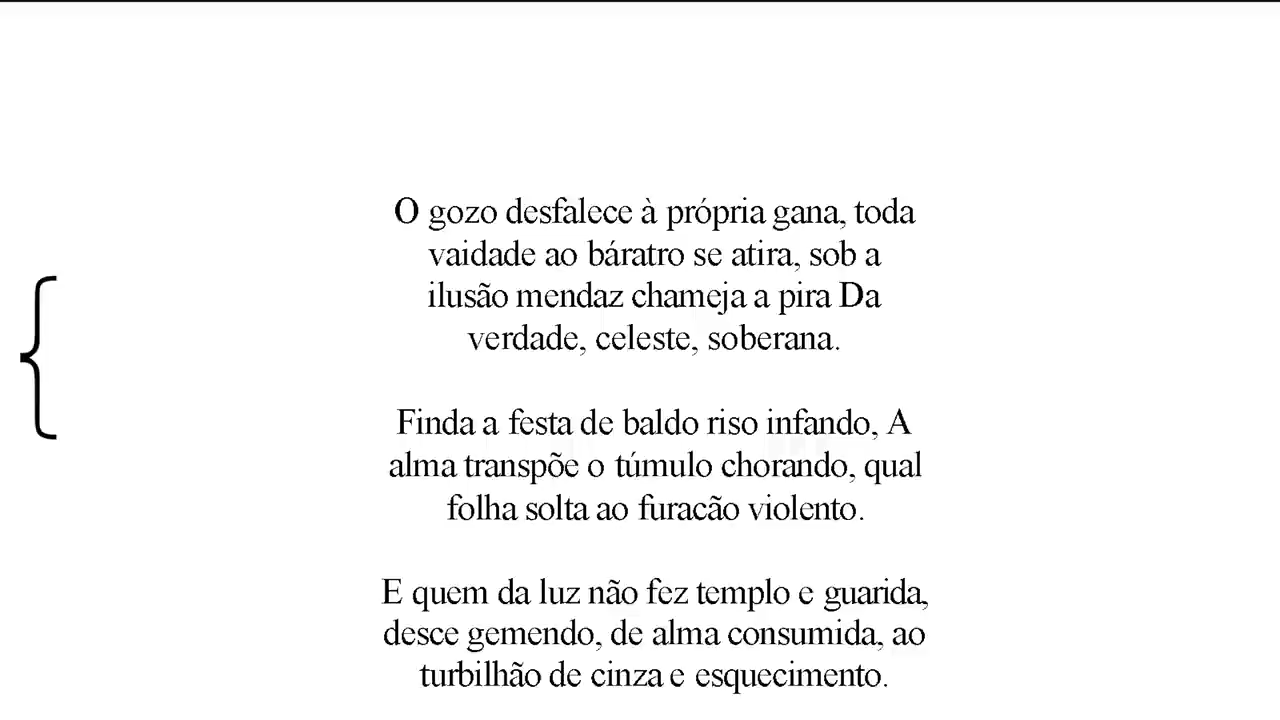 O gozo desfalece à própria gana, toda
vaidade ao báratro se atira, sob a
ilusão mendaz chameja a pira Da
verdade, celeste, soberana.
Finda a festa de baldo riso infando, A
alma transpõe o túmulo chorando, qual
folha solta ao furacão violento.
E quem da luz não fez templo e guarida,
desce gemendo, de alma consumida, ao
turbilhão de cinza e esquecimento.